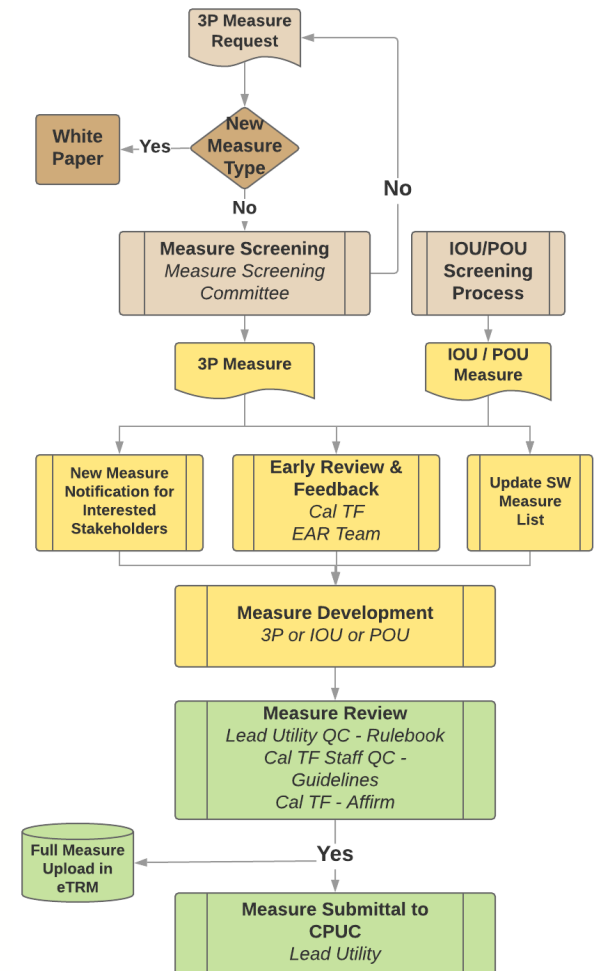 3P Measure
Request
New
Measure
Type
Yes
White
Paper
No
No
Measure Screening
Measure Screening
Committee
IOU/POU
Screening
Process
3P Measure
IOU / POU
Measure
New Measure
Notification for
Interested
Stakeholders
Early Review &
Feedback
Cal TF
EAR Team
Update SW
Measure
List
Measure Development
3P or IOU or POU
Measure Review
Lead Utility QC - Rulebook
Cal TF Staff QC -
Guidelines
Cal TF - Affirm
Yes
Full Measure
Upload in
eTRM
Measure Submittal to
CPUC
Lead Utility